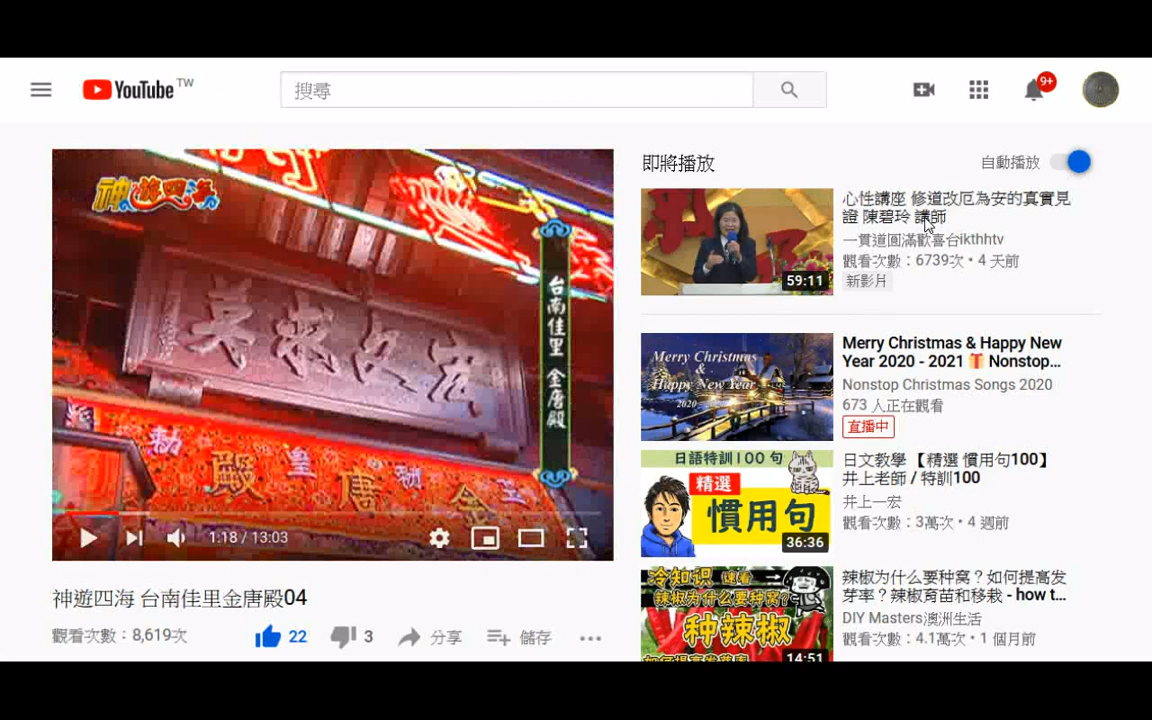 YouTube TW
搜尋
9+
神遊四海
台南佳里 金唐殿
1:18 / 13:03
神遊四海 台南佳里金唐殿04
觀看次數：8,619次
22
3
分享
儲存
即將播放
自動播放
59:11
心性講座 修道改厄為安的真實見
證 陳碧玲 講師
一貫道圓滿歡喜台ikthhtv
觀看次數：6739次 • 4 天前
新影片
Merry Christmas
&
Happy New Year
2020
Merry Christmas & Happy New
Year 2020 - 2021 🎁 Nonstop...
Nonstop Christmas Songs 2020
673 人正在觀看
直播中
日語特訓100句
精選
慣用句
36:36
日文教學 【精選 慣用句100】
井上老師 / 特訓100
井上一宏
觀看次數：3萬次 • 4 週前
冷知识 速看
辣椒为什么要种窝?
种辣椒
14:51
辣椒为什么要种窝？如何提高发
芽率？辣椒育苗和移栽 - how t...
DIY Masters澳洲生活
觀看次數：4.1萬次 • 1 個月前